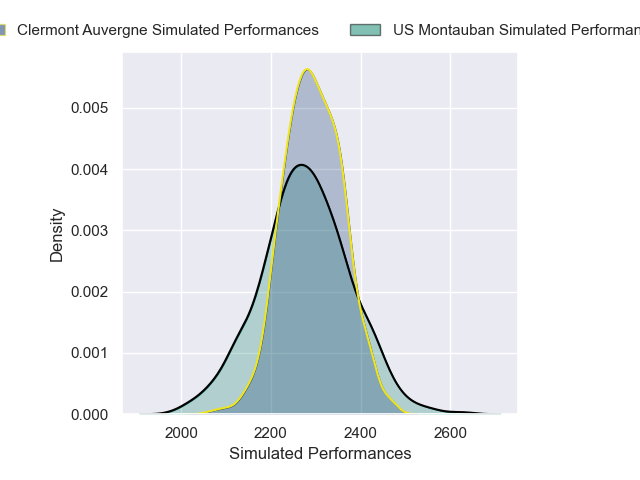 Clermont Auvergne Simulated Performances US Montauban Simulated
0.005
0.004
0.003
0.002
0.001
0.000
Density
2000 2200 2400 2600
Simulated Performances